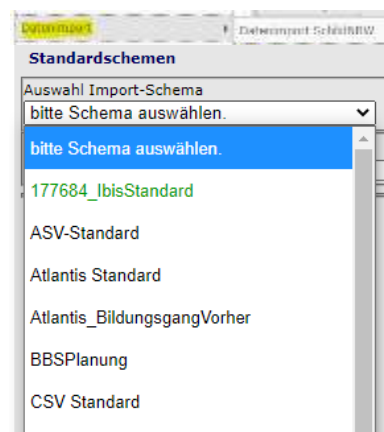 Datenimport
Datenimport SchildNRW
Standardschemen
Auswahl Import-Schema
bitte Schema auswählen.
bitte Schema auswählen.
177684_IbisStandard
ASV-Standard
Atlantis Standard
Atlantis_BildungsgangVorher
BBSPlanung
CSV Standard